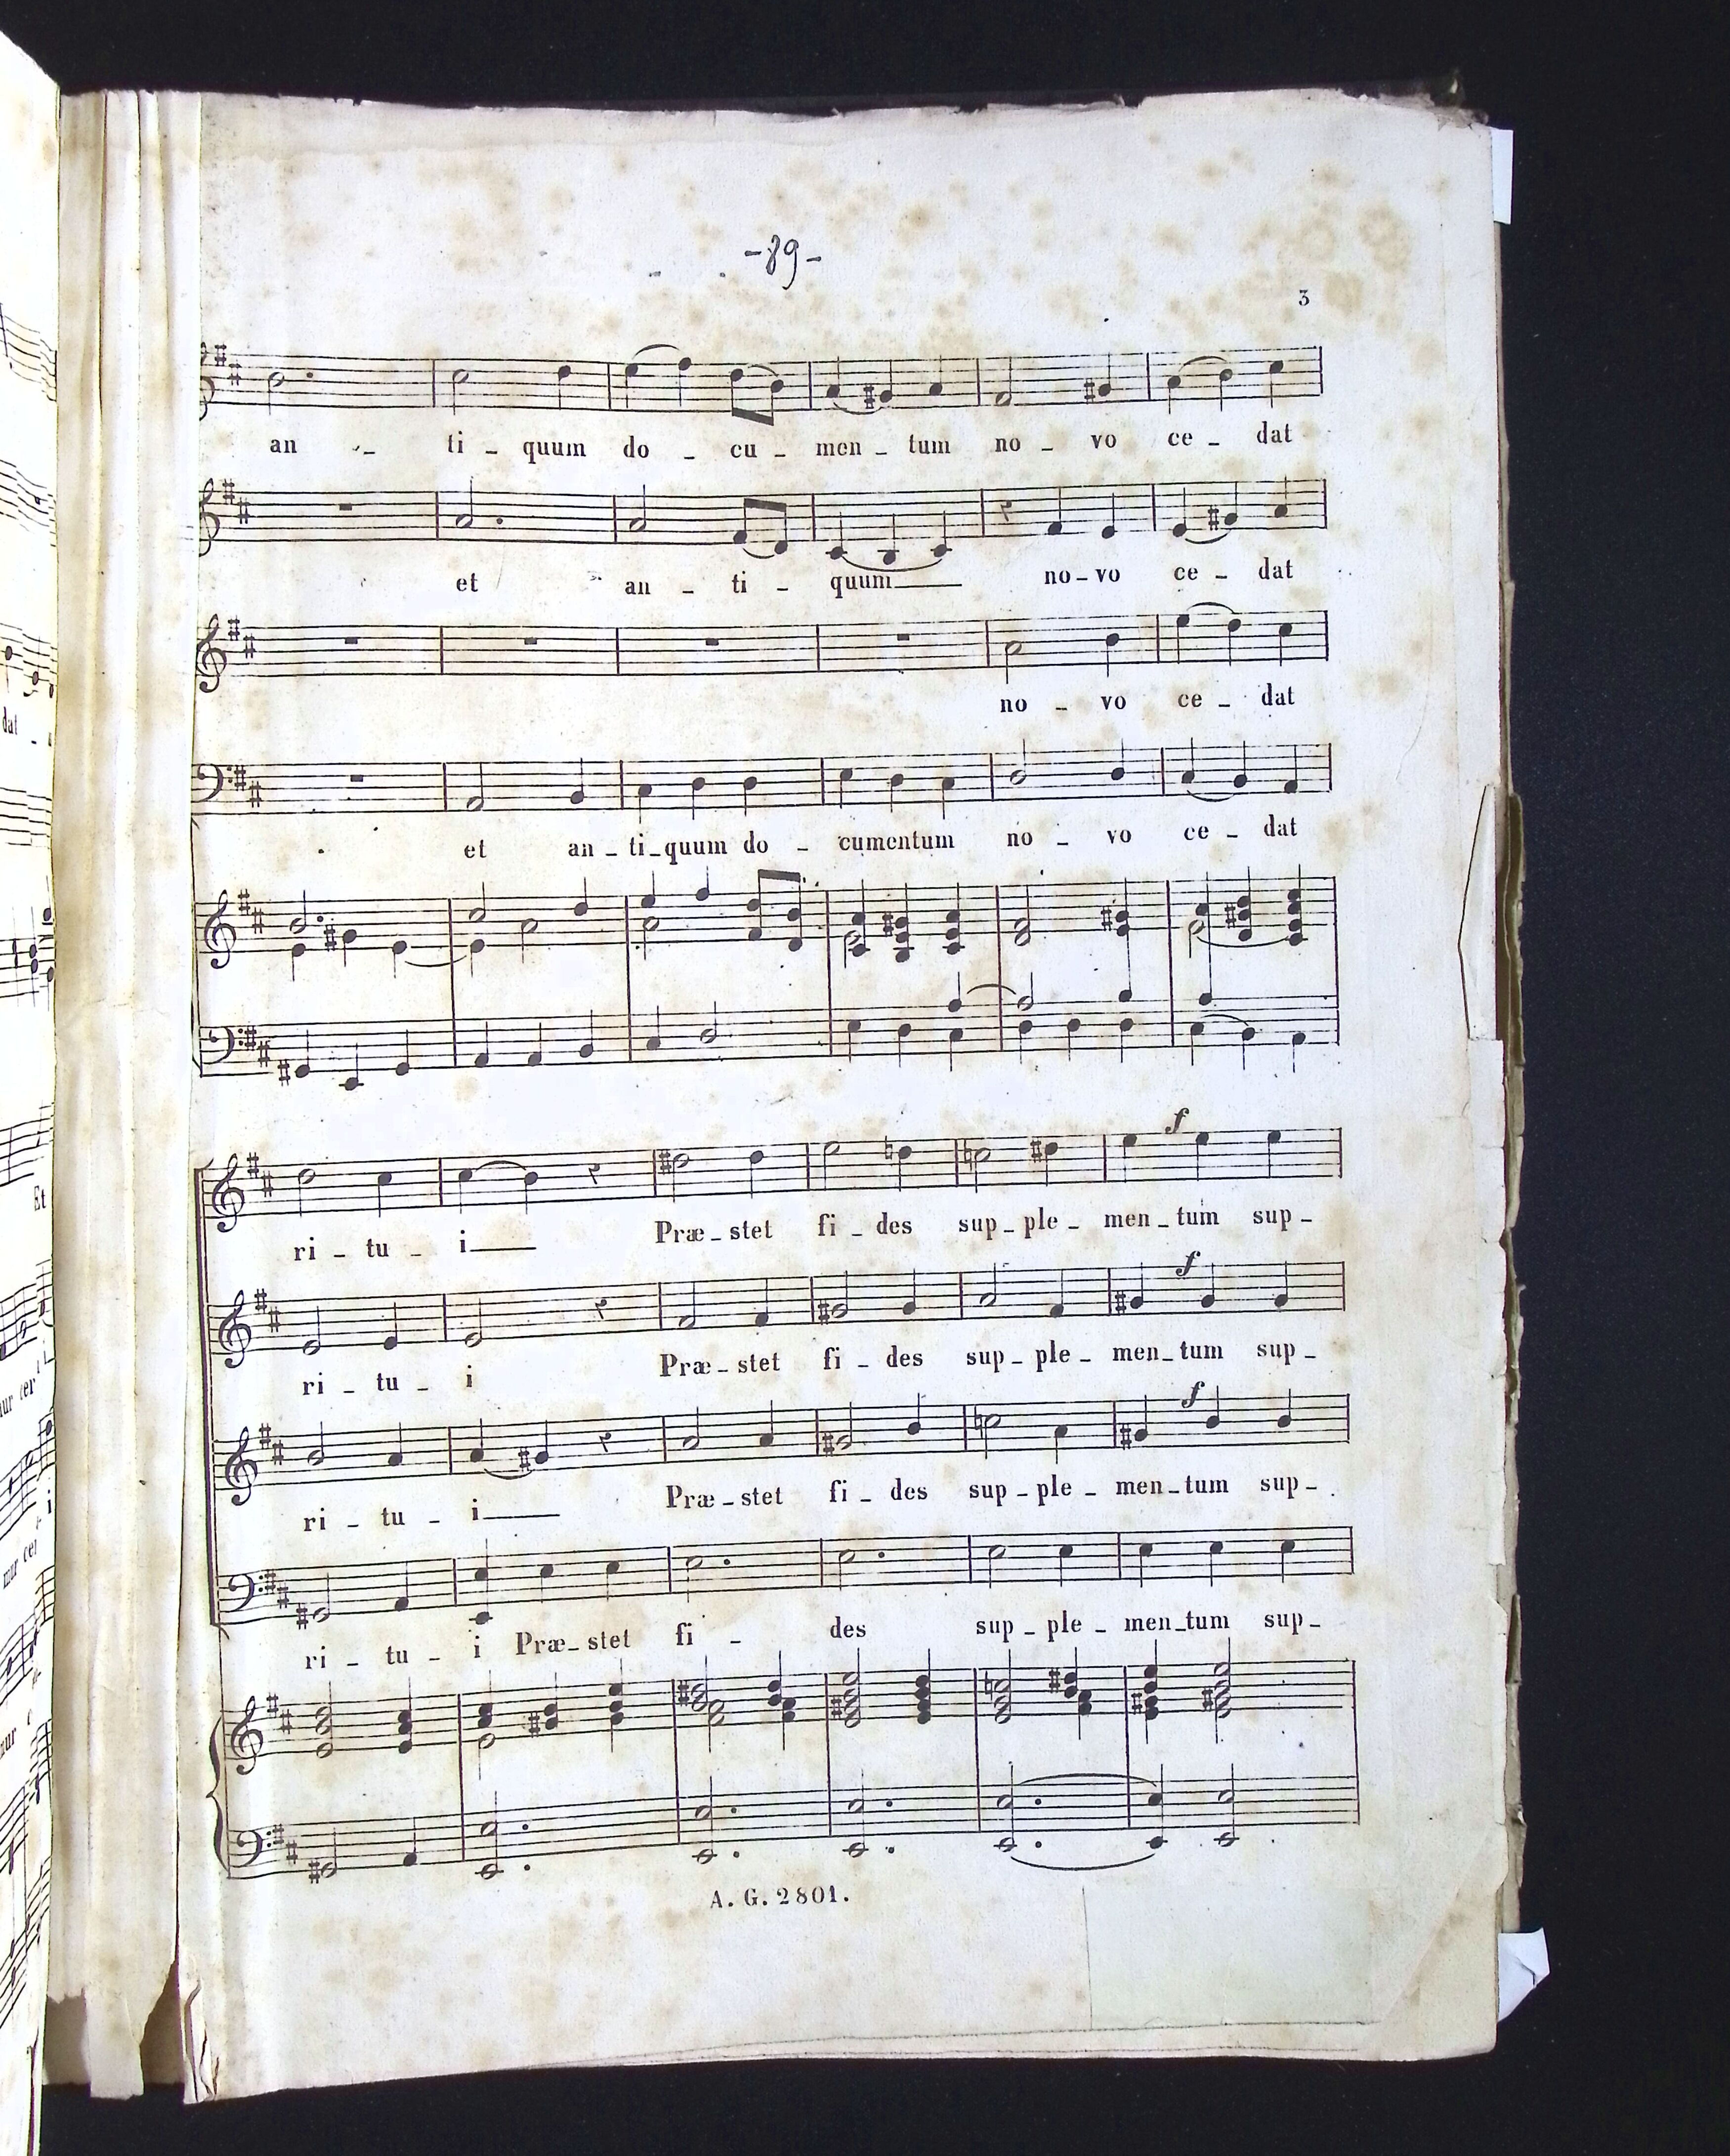 -89-
3
an - ti - quum do - cu - men - tum no - vo ce - dat
et an - ti - quum no - vo ce - dat
no - vo ce - dat
et an - ti - quum do - cumentum no - vo ce - dat
ri - tu - i Præ - stet fi - des sup - ple - men - tum sup -
f
ri - tu - i Præ - stet fi - des sup - ple - men - tum sup -
f
ri - tu - i Præ - stet fi - des sup - ple - men - tum sup -
f
ri - tu - i Præ - stet fi - des sup - ple - men - tum sup -
A. G. 2801.
dat
Et